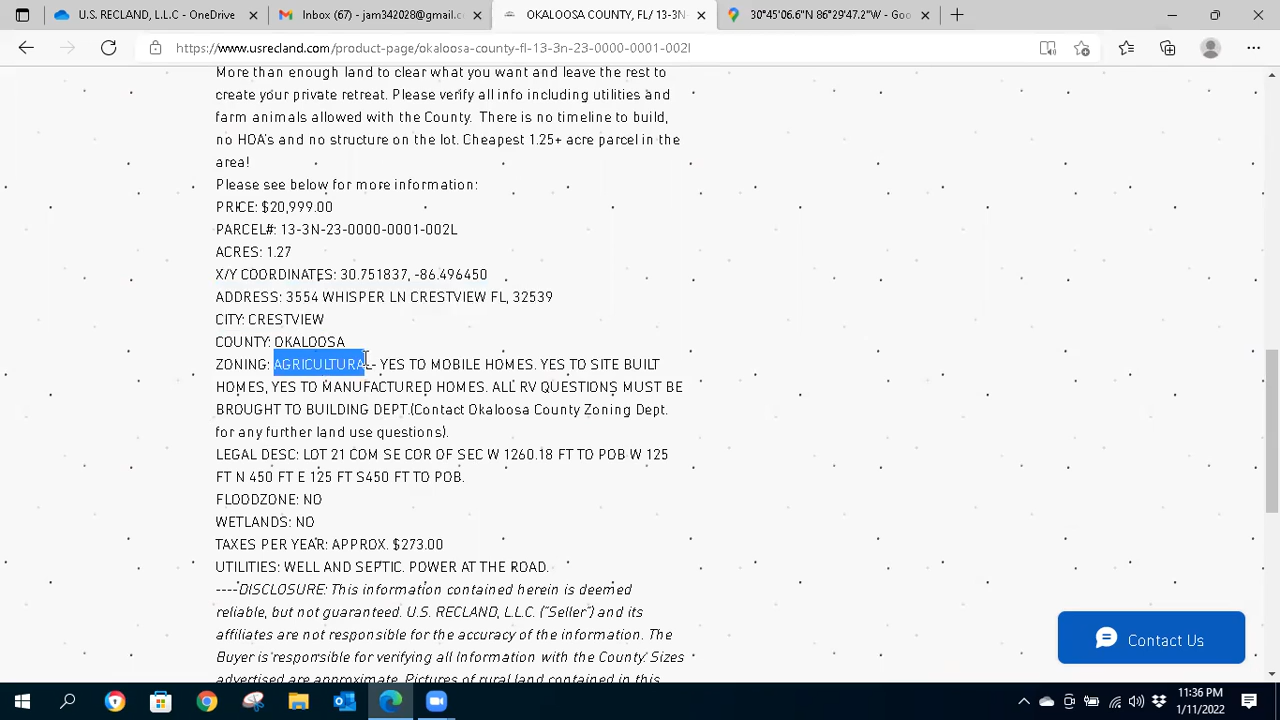 U.S. RECLAND, L.L.C - OneDrive
Inbox (67) - jam342028@gmail.c
OKALOOSA COUNTY, FL/ 13-3N-
30°45'06.6"N 86°29'47.2"W - Goo
https://www.usrecland.com/product-page/okaloosa-county-fl-13-3n-23-0000-0001-002l
More than enough land to clear what you want and leave the rest to
create your private retreat. Please verify all info including utilities and
farm animals allowed with the County. There is no timeline to build,
no HOA's and no structure on the lot. Cheapest 1.25+ acre parcel in the
area!
Please see below for more information:
PRICE: $20,999.00
PARCEL#: 13-3N-23-0000-0001-002L
ACRES: 1.27
X/Y COORDINATES: 30.751837, -86.496450
ADDRESS: 3554 WHISPER LN CRESTVIEW FL, 32539
CITY: CRESTVIEW
COUNTY: OKALOOSA
ZONING: AGRICULTURAL- YES TO MOBILE HOMES. YES TO SITE BUILT
HOMES, YES TO MANUFACTURED HOMES. ALL RV QUESTIONS MUST BE
BROUGHT TO BUILDING DEPT.(Contact Okaloosa County Zoning Dept.
for any further land use questions).
LEGAL DESC: LOT 21 COM SE COR OF SEC W 1260.18 FT TO POB W 125
FT N 450 FT E 125 FT S450 FT TO POB.
FLOODZONE: NO
WETLANDS: NO
TAXES PER YEAR: APPROX. $273.00
UTILITIES: WELL AND SEPTIC. POWER AT THE ROAD.
----DISCLOSURE: This information contained herein is deemed
reliable, but not guaranteed. U.S. RECLAND, L.L.C. ("Seller") and its
affiliates are not responsible for the accuracy of the information. The
Buyer is responsible for verifying all Information with the County. Sizes
advertised are approximate. Pictures of rural land contained in this
Contact Us
11:36 PM
1/11/2022